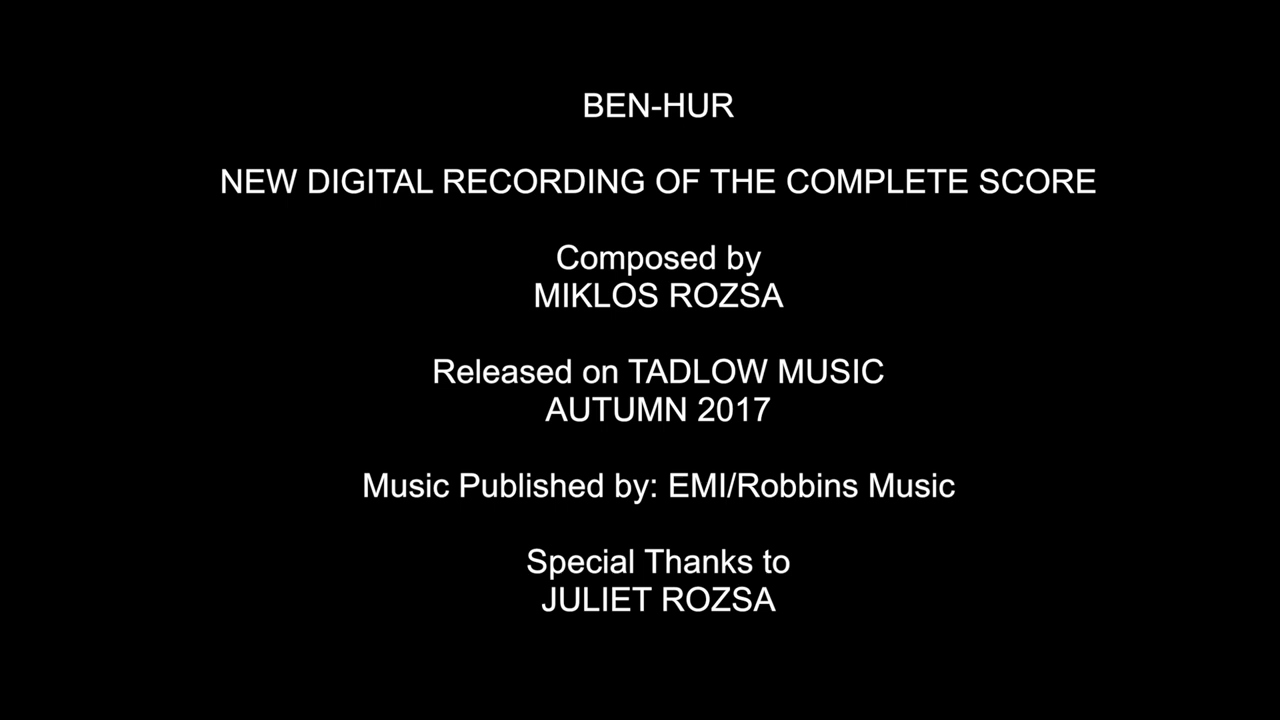 BEN-HUR
NEW DIGITAL RECORDING OF THE COMPLETE SCORE
Composed by
MIKLOS ROZSA
Released on TADLOW MUSIC
AUTUMN 2017
Music Published by: EMI/Robbins Music
Special Thanks to
JULIET ROZSA